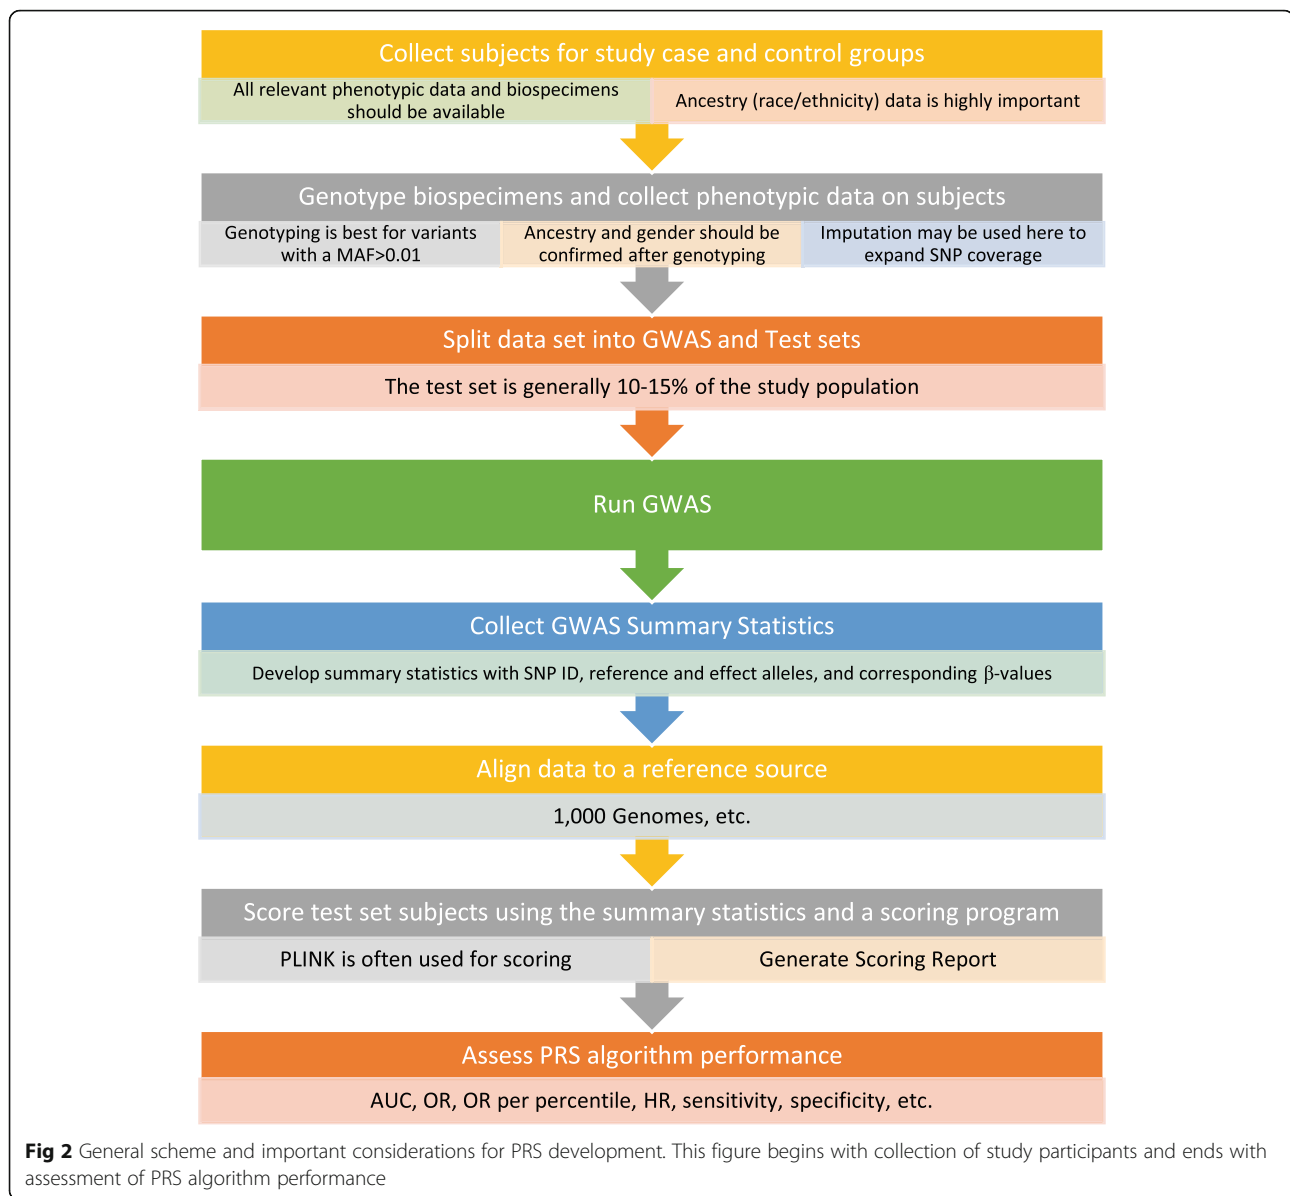 Collect subjects for study case and control groups
All relevant phenotypic data and biospecimens
should be available
Ancestry (race/ethnicity) data is highly important
Genotype biospecimens and collect phenotypic data on subjects
Genotyping is best for variants
with a MAF>0.01
Ancestry and gender should be
confirmed after genotyping
Imputation may be used here to
expand SNP coverage
Split data set into GWAS and Test sets
The test set is generally 10-15% of the study population
Run GWAS
Collect GWAS Summary Statistics
Develop summary statistics with SNP ID, reference and effect alleles, and corresponding β-values
Align data to a reference source
1,000 Genomes, etc.
Score test set subjects using the summary statistics and a scoring program
PLINK is often used for scoring
Generate Scoring Report
Assess PRS algorithm performance
AUC, OR, OR per percentile, HR, sensitivity, specificity, etc.
Fig 2 General scheme and important considerations for PRS development. This figure begins with collection of study participants and ends with
assessment of PRS algorithm performance